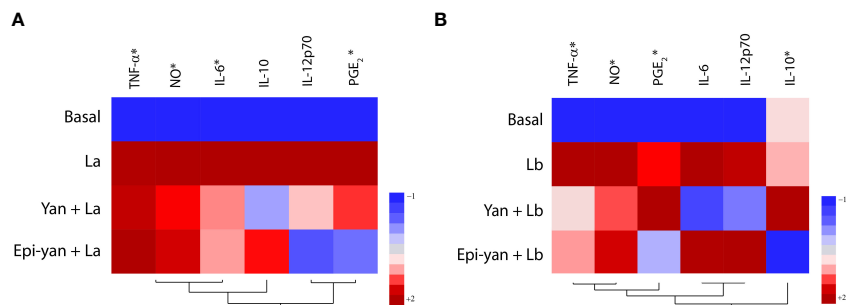 A
TNF-α* NO* IL-6* IL-10 IL-12p70 PGE₂*
Basal
La
Yan + La
Epi-yan + La
−1
+2
B
TNF-α* NO* PGE₂* IL-6 IL-12p70 IL-10*
Basal
Lb
Yan + Lb
Epi-yan + Lb
−1
+2